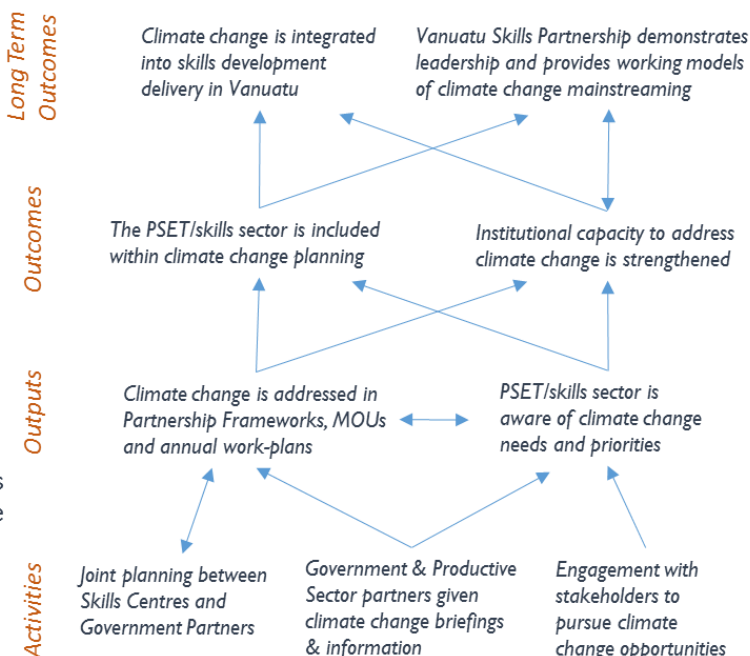 Long Term
Outcomes
Climate change is integrated
into skills development
delivery in Vanuatu
Vanuatu Skills Partnership demonstrates
leadership and provides working models
of climate change mainstreaming
Outcomes
The PSET/skills sector is included
within climate change planning
Institutional capacity to address
climate change is strengthened
Outputs
Climate change is addressed in
Partnership Frameworks, MOUs
and annual work-plans
PSET/skills sector is
aware of climate change
needs and priorities
s
e
Activities
Joint planning between
Skills Centres and
Government Partners
Government & Productive
Sector partners given
climate change briefings
& information
Engagement with
stakeholders to
pursue climate
change opportunities